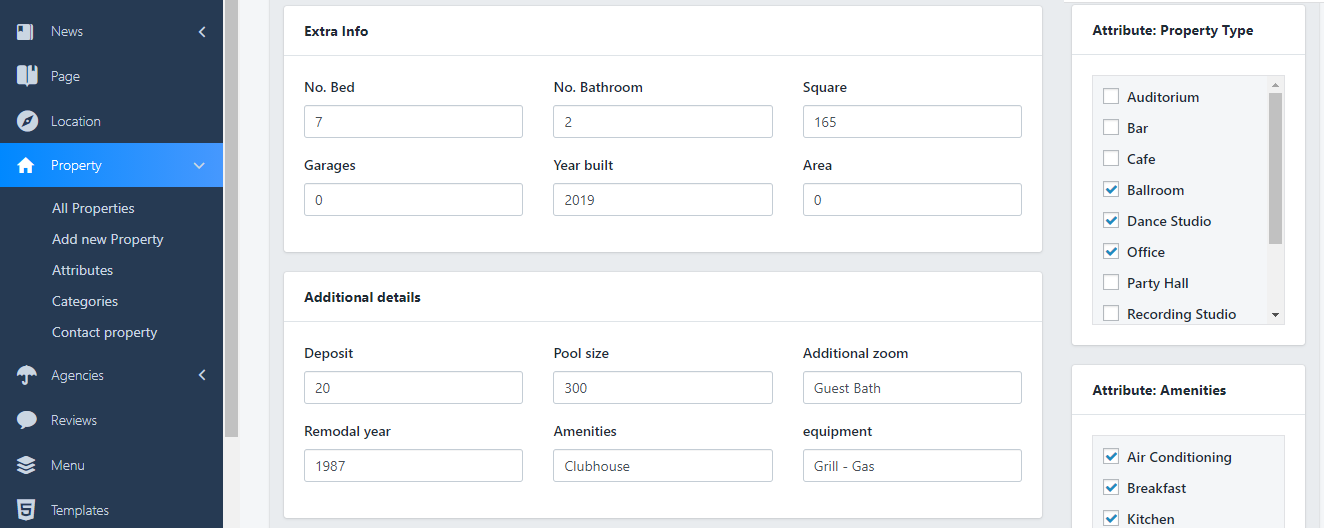 News
Page
Location
Property
All Properties
Add new Property
Attributes
Categories
Contact property
Agencies
Reviews
Menu
Templates
Extra Info
No. Bed
No. Bathroom
Square
7
2
165
Garages
Year built
Area
0
2019
0
Additional details
Deposit
Pool size
Additional zoom
20
300
Guest Bath
Remodal year
Amenities
equipment
1987
Clubhouse
Grill - Gas
Attribute: Property Type
Auditorium
Bar
Cafe
Ballroom
Dance Studio
Office
Party Hall
Recording Studio
Attribute: Amenities
Air Conditioning
Breakfast
Kitchen